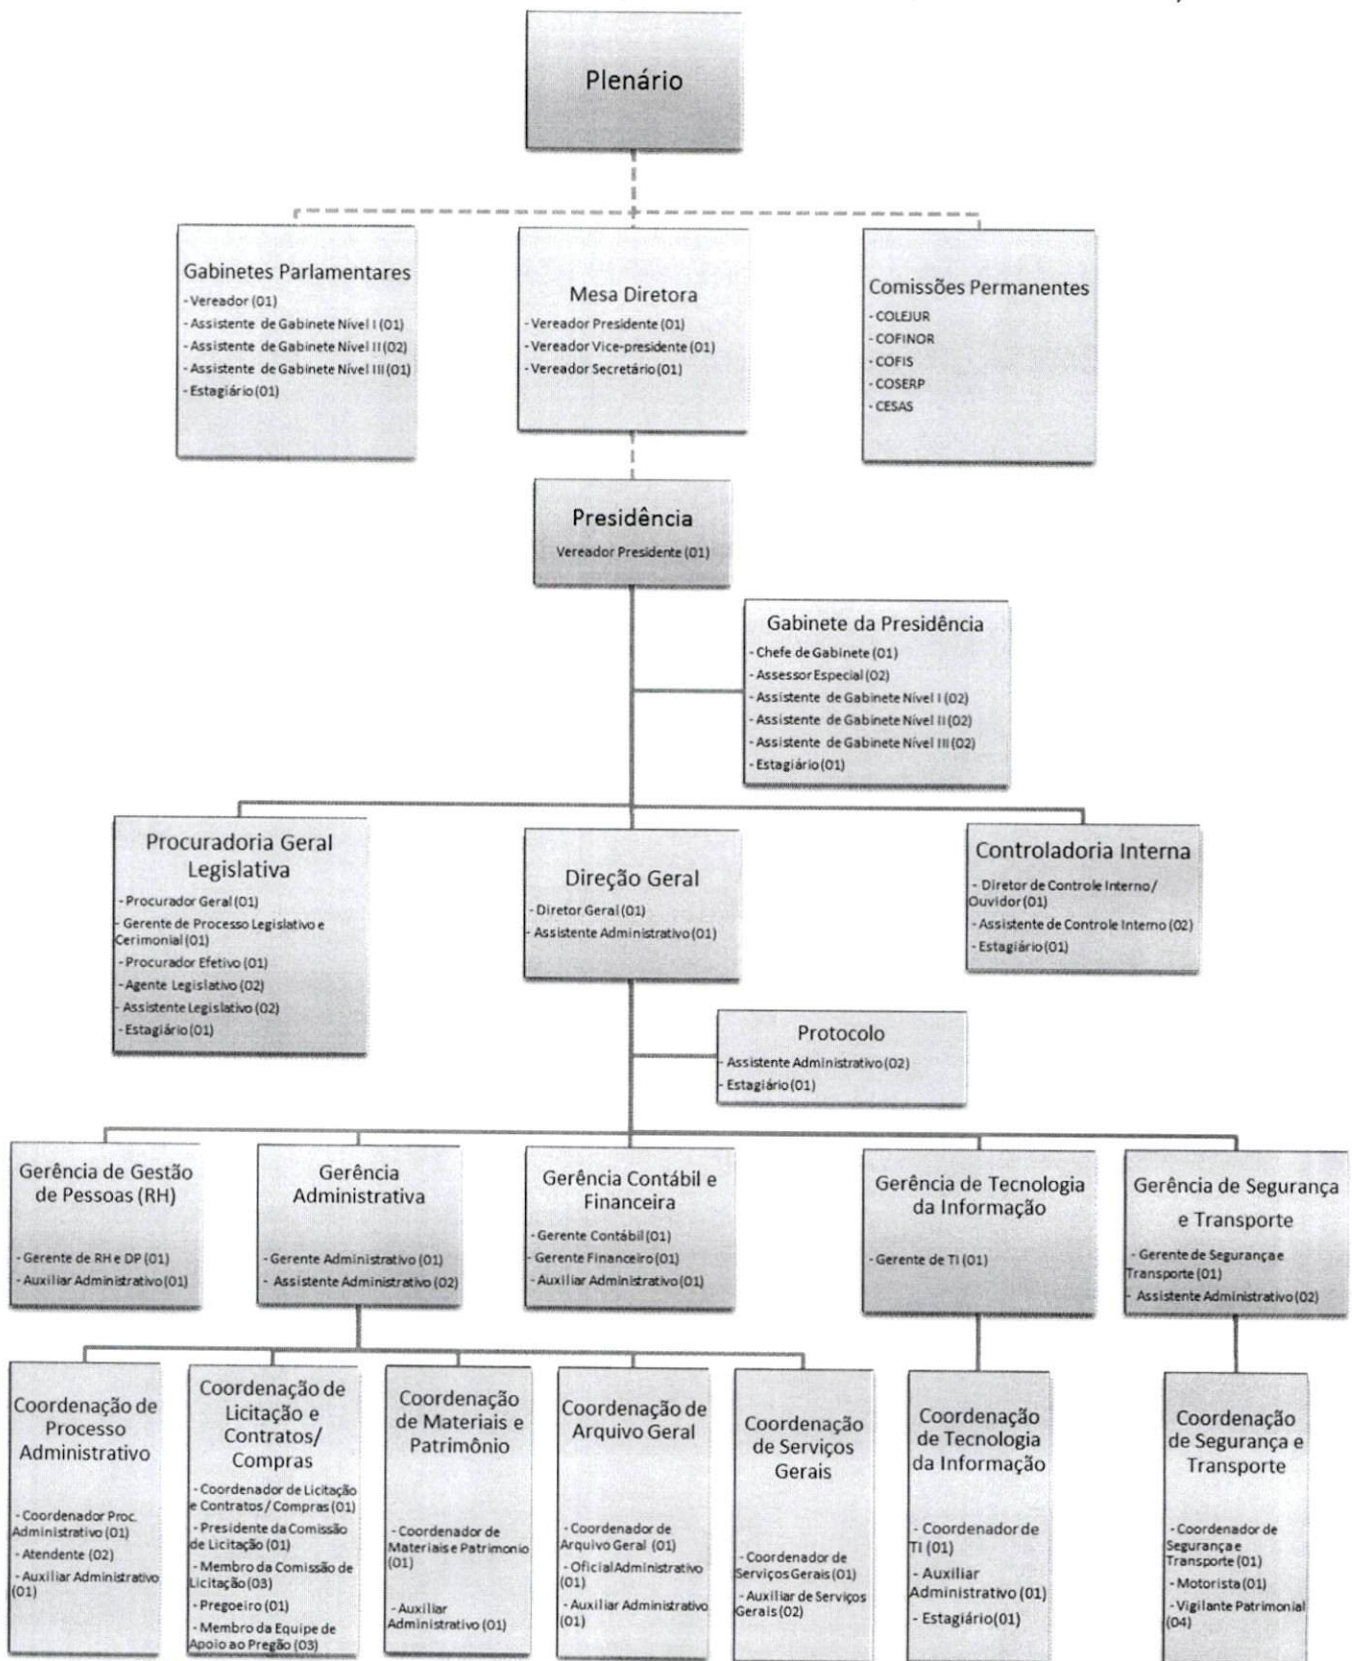 Plenário
Gabinetes Parlamentares
- Vereador (01)
- Assistente de Gabinete Nível I (01)
- Assistente de Gabinete Nível II (02)
- Assistente de Gabinete Nível III (01)
- Estagiário (01)
Mesa Diretora
- Vereador Presidente (01)
- Vereador Vice-presidente (01)
- Vereador Secretário (01)
Comissões Permanentes
- COLEJUR
- COFINOR
- COFIS
- COSERP
- CESAS
Presidência
Vereador Presidente (01)
Gabinete da Presidência
- Chefe de Gabinete (01)
- Assessor Especial (02)
- Assistente de Gabinete Nível I (02)
- Assistente de Gabinete Nível II (02)
- Assistente de Gabinete Nível III (02)
- Estagiário (01)
Procuradoria Geral
Legislativa
- Procurador Geral (01)
- Gerente de Processo Legislativo e
Cerimonial (01)
- Procurador Efetivo (01)
- Agente Legislativo (02)
- Assistente Legislativo (02)
- Estagiário (01)
Direção Geral
- Diretor Geral (01)
- Assistente Administrativo (01)
Controladoria Interna
- Diretor de Controle Interno/
Ouvidor (01)
- Assistente de Controle Interno (02)
- Estagiário (01)
Protocolo
- Assistente Administrativo (02)
- Estagiário (01)
Gerência de Gestão
de Pessoas (RH)
- Gerente de RH e DP (01)
- Auxiliar Administrativo (01)
Gerência
Administrativa
- Gerente Administrativo (01)
- Assistente Administrativo (02)
Gerência Contábil e
Financeira
- Gerente Contábil (01)
- Gerente Financeiro (01)
- Auxiliar Administrativo (01)
Gerência de Tecnologia
da Informação
- Gerente de TI (01)
Gerência de Segurança
e Transporte
- Gerente de Segurança e
Transporte (01)
- Assistente Administrativo (02)
Coordenação de
Processo
Administrativo
- Coordenador Proc.
Administrativo (01)
- Atendente (02)
- Auxiliar Administrativo
(01)
Coordenação de
Licitação e
Contratos/
Compras
- Coordenador de Licitação
e Contratos / Compras (01)
- Presidente da Comissão
de Licitação (01)
- Membro da Comissão de
Licitação (03)
- Pregoeiro (01)
- Membro da Equipe de
Apoio ao Pregão (03)
Coordenação
de Materiais e
Patrimônio
- Coordenador de
Materiais e Patrimonio
(01)
- Auxiliar
Administrativo (01)
Coordenação de
Arquivo Geral
- Coordenador de
Arquivo Geral (01)
- Oficial Administrativo
(01)
- Auxiliar Administrativo
(01)
Coordenação
de Serviços
Gerais
- Coordenador de
Serviços Gerais (01)
- Auxiliar de Serviços
Gerais (02)
Coordenação
de Tecnologia
da Informação
- Coordenador de
TI (01)
- Auxiliar
Administrativo (01)
- Estagiário (01)
Coordenação
de Segurança e
Transporte
- Coordenador de
Segurança e
Transporte (01)
- Motorista (01)
- Vigilante Patrimonial
(04)